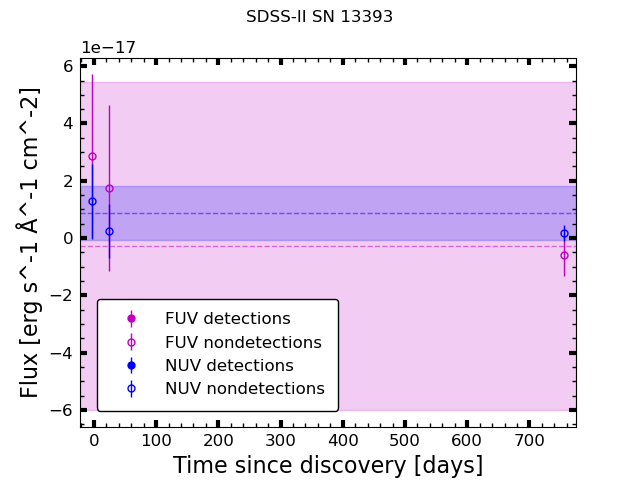 SDSS-II SN 13393
1e−17
6
4
2
0
−2
−4
−6
Flux [erg s^-1 Å^-1 cm^-2]
FUV detections
FUV nondetections
NUV detections
NUV nondetections
0 100 200 300 400 500 600 700
Time since discovery [days]